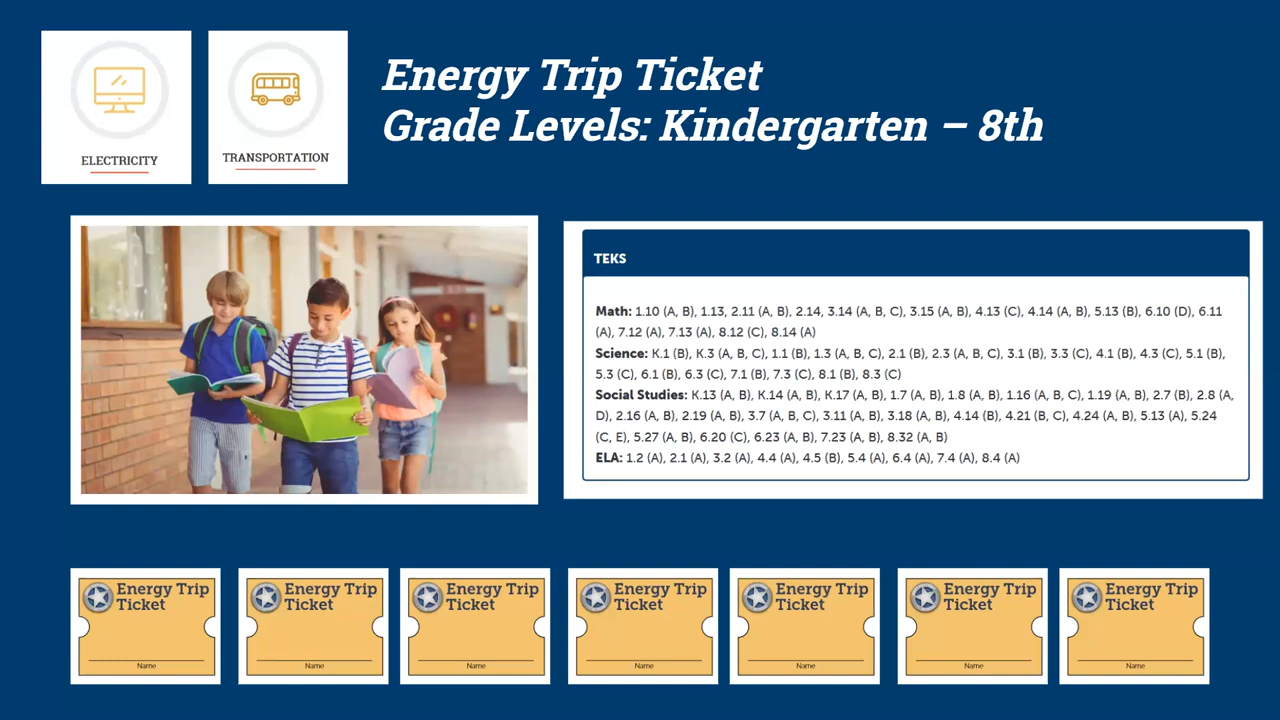 ELECTRICITY
TRANSPORTATION
Energy Trip Ticket
Grade Levels: Kindergarten – 8th
TEKS
Math: 1.10 (A, B), 1.13, 2.11 (A, B), 2.14, 3.14 (A, B, C), 3.15 (A, B), 4.13 (C), 4.14 (A, B), 5.13 (B), 6.10 (D), 6.11
(A), 7.12 (A), 7.13 (A), 8.12 (C), 8.14 (A)
Science: K.1 (B), K.3 (A, B, C), 1.1 (B), 1.3 (A, B, C), 2.1 (B), 2.3 (A, B, C), 3.1 (B), 3.3 (C), 4.1 (B), 4.3 (C), 5.1 (B),
5.3 (C), 6.1 (B), 6.3 (C), 7.1 (B), 7.3 (C), 8.1 (B), 8.3 (C)
Social Studies: K.13 (A, B), K.14 (A, B), K.17 (A, B), 1.7 (A, B), 1.8 (A, B), 1.16 (A, B, C), 1.19 (A, B), 2.7 (B), 2.8 (A,
D), 2.16 (A, B), 2.19 (A, B), 3.7 (A, B, C), 3.11 (A, B), 3.18 (A, B), 4.14 (B), 4.21 (B, C), 4.24 (A, B), 5.13 (A), 5.24
(C, E), 5.27 (A, B), 6.20 (C), 6.23 (A, B), 7.23 (A, B), 8.32 (A, B)
ELA: 1.2 (A), 2.1 (A), 3.2 (A), 4.4 (A), 4.5 (B), 5.4 (A), 6.4 (A), 7.4 (A), 8.4 (A)
Energy Trip
Ticket
Name
Energy Trip
Ticket
Name
Energy Trip
Ticket
Name
Energy Trip
Ticket
Name
Energy Trip
Ticket
Name
Energy Trip
Ticket
Name
Energy Trip
Ticket
Name